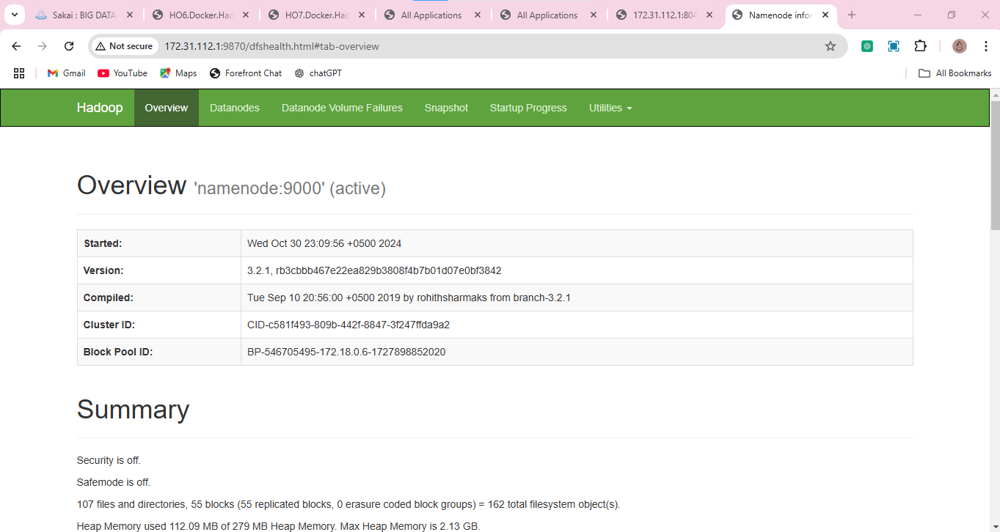 Sakai : BIG DATA
HO6.Docker.Had
HO7.Docker.Had
All Applications
All Applications
172.31.112.1:804
Namenode infor
Not secure
172.31.112.1:9870/dfshealth.html#tab-overview
Gmail
YouTube
Maps
Forefront Chat
chatGPT
All Bookmarks
Hadoop
Overview
Datanodes
Datanode Volume Failures
Snapshot
Startup Progress
Utilities
Overview 'namenode:9000' (active)
Started: Wed Oct 30 23:09:56 +0500 2024
Version: 3.2.1, rb3cbbb467e22ea829b3808f4b7b01d07e0bf3842
Compiled: Tue Sep 10 20:56:00 +0500 2019 by rohithsharmaks from branch-3.2.1
Cluster ID: CID-c581f493-809b-442f-8847-3f247ffda9a2
Block Pool ID: BP-546705495-172.18.0.6-1727898852020
Summary
Security is off.
Safemode is off.
107 files and directories, 55 blocks (55 replicated blocks, 0 erasure coded block groups) = 162 total filesystem object(s).
Heap Memory used 112.09 MB of 279 MB Heap Memory. Max Heap Memory is 2.13 GB.